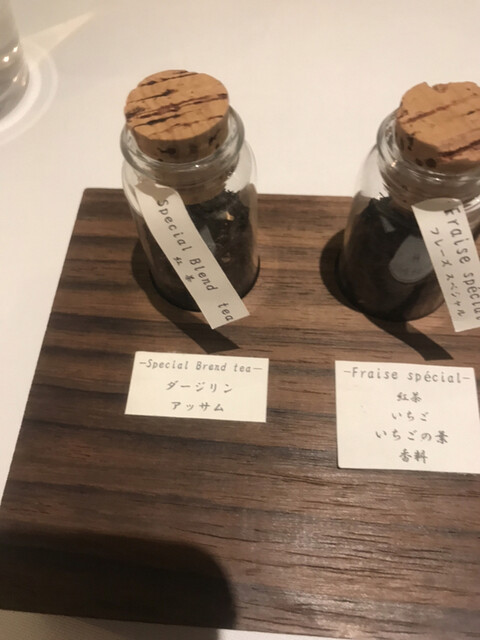 Special Blend tea
紅茶
Fraise spécial
フレーズ スペシャル
-Special Brend tea-
ダージリン
アッサム
-Fraise spécial-
紅茶
いちご
いちごの葉
香料